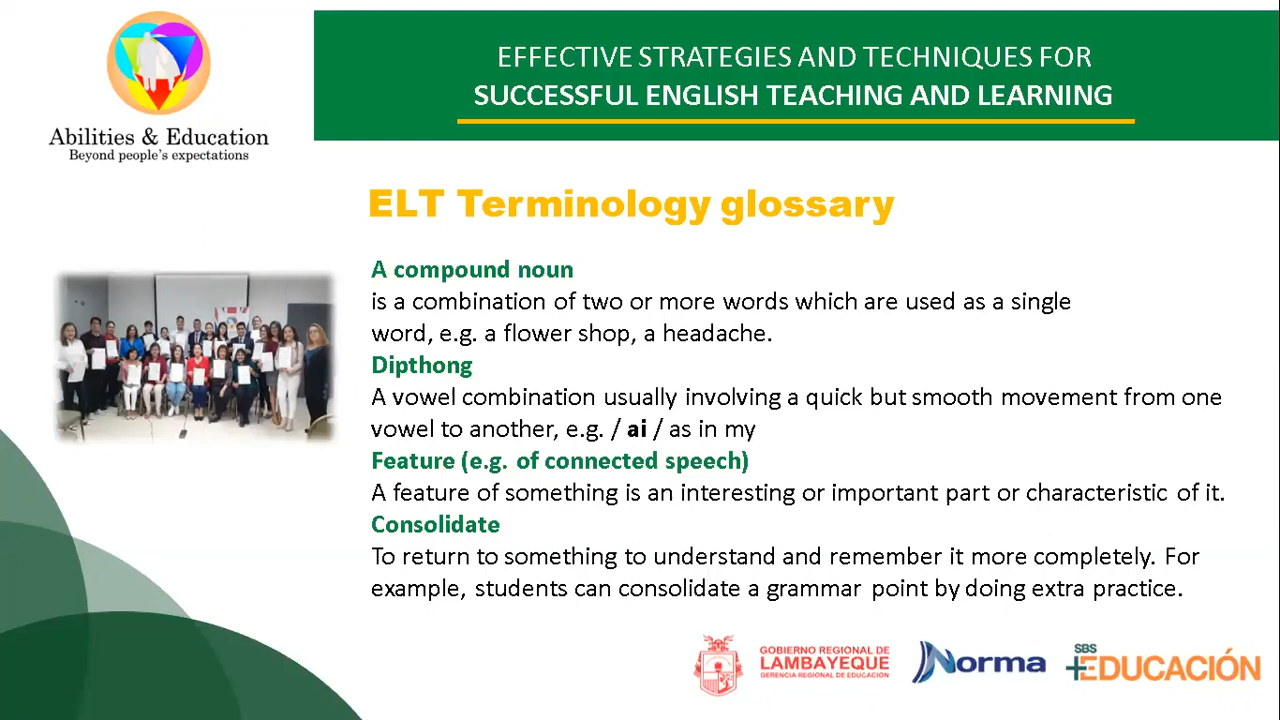 Abilities & Education
Beyond people's expectations
EFFECTIVE STRATEGIES AND TECHNIQUES FOR
SUCCESSFUL ENGLISH TEACHING AND LEARNING
ELT Terminology glossary
A compound noun
is a combination of two or more words which are used as a single
word, e.g. a flower shop, a headache.
Dipthong
A vowel combination usually involving a quick but smooth movement from one
vowel to another, e.g. / ai / as in my
Feature (e.g. of connected speech)
A feature of something is an interesting or important part or characteristic of it.
Consolidate
To return to something to understand and remember it more completely. For
example, students can consolidate a grammar point by doing extra practice.
GOBIERNO REGIONAL DE
LAMBAYEQUE
GERENCIA REGIONAL DE EDUCACIÓN
Norma
SBS
+EDUCACIÓN